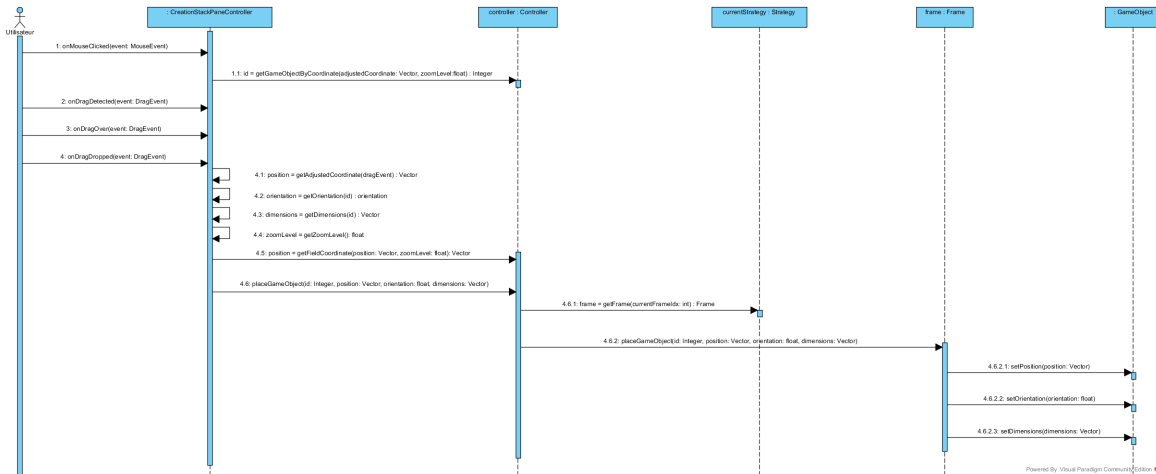 : CreationStackPaneController
controller : Controller
currentStrategy : Strategy
frame : Frame
: GameObject
Utilisateur
1: onMouseClicked(event: MouseEvent)
1.1: id = getGameObjectByCoordinate(adjustedCoordinate: Vector, zoomLevel:float) : Integer
2: onDragDetected(event: DragEvent)
3: onDragOver(event: DragEvent)
4: onDragDropped(event: DragEvent)
4.1: position = getAdjustedCoordinate(dragEvent) : Vector
4.2: orientation = getOrientation(id) : orientation
4.3: dimensions = getDimensions(id) : Vector
4.4: zoomLevel = getZoomLevel(): float
4.5: position = getFieldCoordinate(position: Vector, zoomLevel: float): Vector
4.6: placeGameObject(id: Integer, position: Vector, orientation: float, dimensions: Vector)
4.6.1: frame = getFrame(currentFrameIdx: int) : Frame
4.6.2: placeGameObject(id: Integer, position: Vector, orientation: float, dimensions: Vector)
4.6.2.1: setPosition(position: Vector)
4.6.2.2: setOrientation(orientation: float)
4.6.2.3: setDimensions(dimensions: Vector)
Powered By Visual Paradigm Community Edition